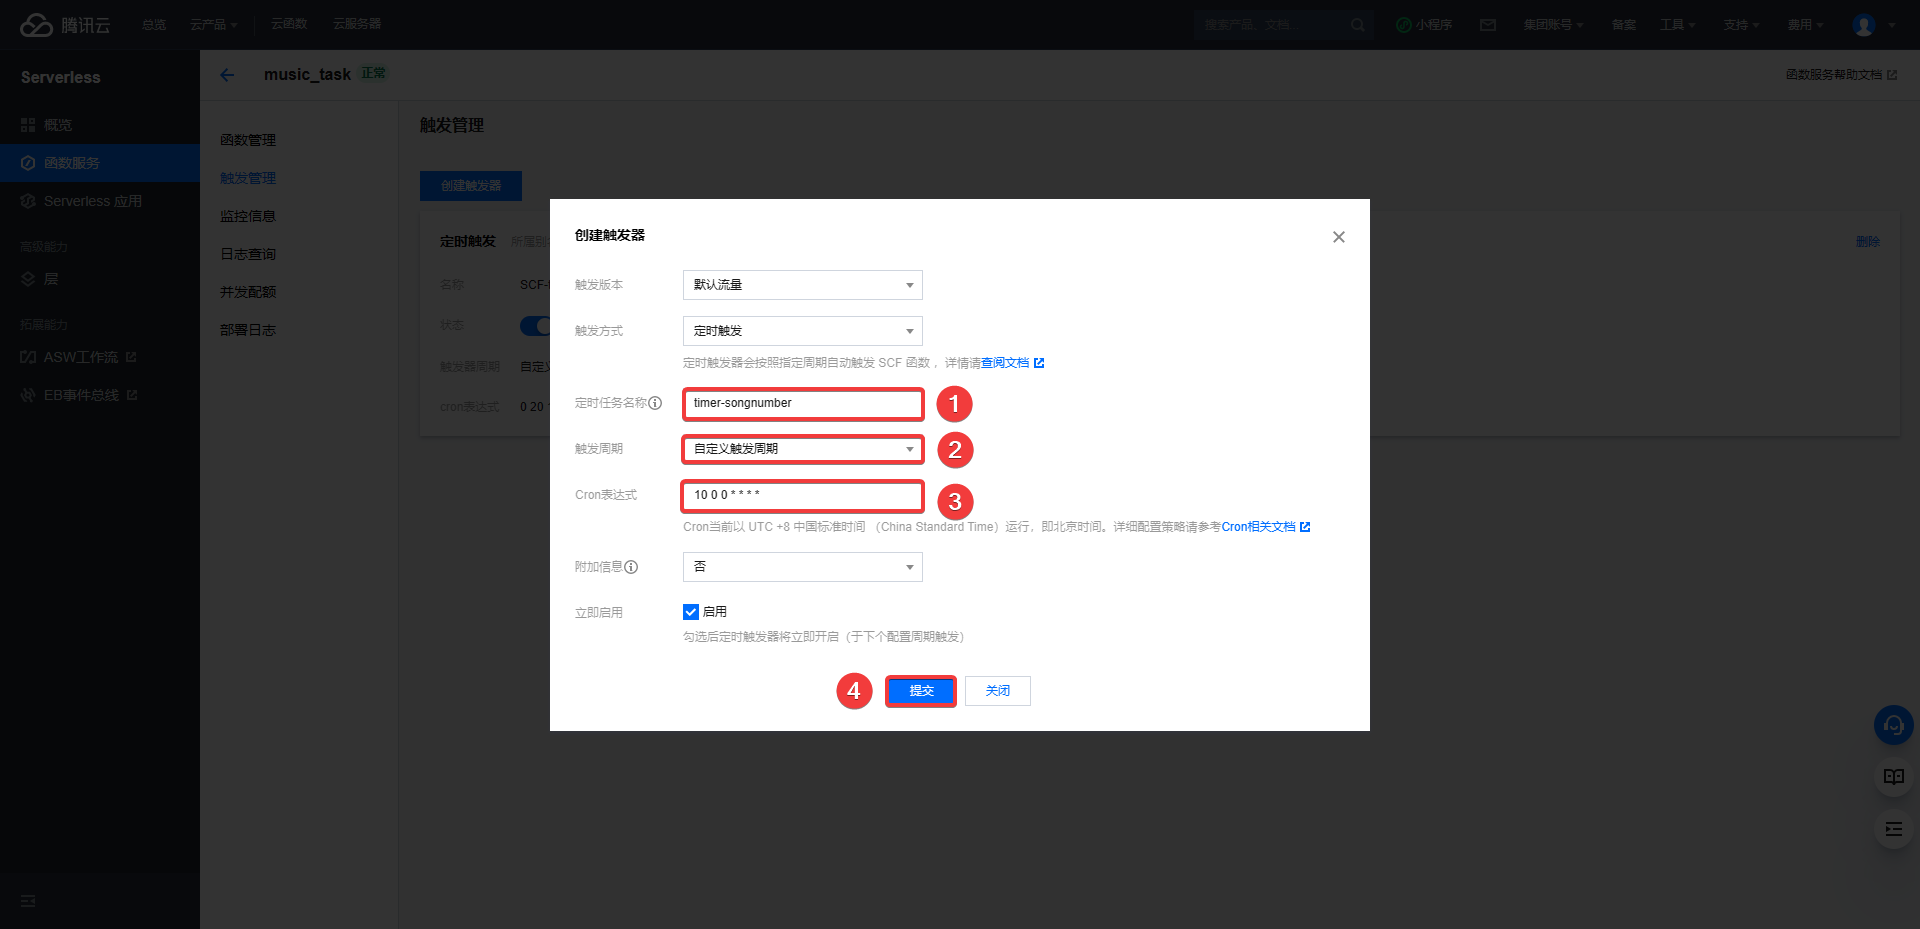 腾讯云
总览
云产品
云函数
云服务器
搜索产品、文档...
小程序
集团账号
备案
工具
支持
费用
Serverless
概览
函数服务
Serverless 应用
高级能力
层
拓展能力
ASW工作流
EB事件总线
music_task 正常
函数服务帮助文档
函数管理
触发管理
监控信息
日志查询
并发配额
部署日志
触发管理
创建触发器
定时触发
删除
名称 SCF-
状态
触发器周期 自定
cron表达式 0 20
创建触发器
触发版本 默认流量
触发方式 定时触发
定时触发器会按照指定周期自动触发 SCF 函数，详情请查阅文档
定时任务名称 timer-songnumber 1
触发周期 自定义触发周期 2
Cron表达式 10 0 0 * * * * 3
Cron当前以 UTC +8 中国标准时间 （China Standard Time）运行，即北京时间。详细配置策略请参考Cron相关文档
附加信息 否
立即启用 启用
勾选后定时触发器将立即开启（于下个配置周期触发）
4 提交 关闭